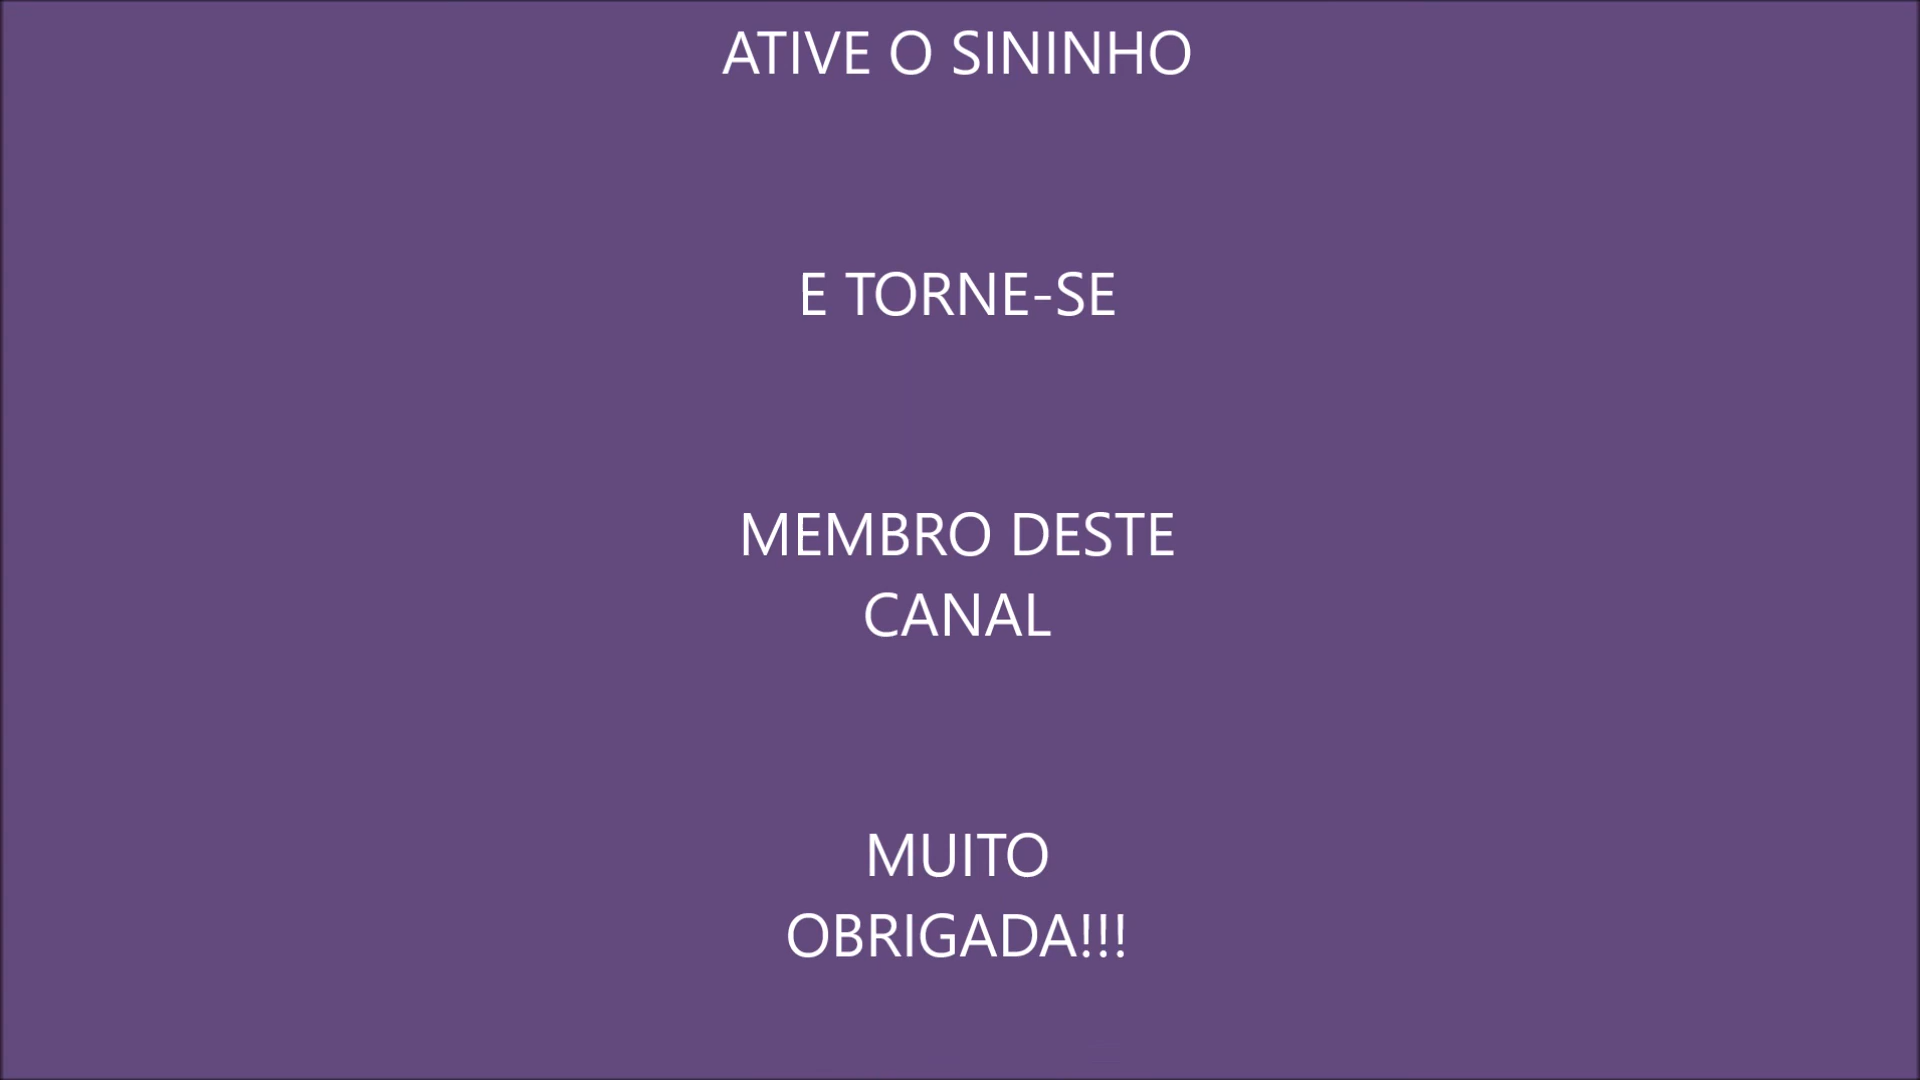 ATIVE O SININHO
E TORNE-SE
MEMBRO DESTE
CANAL
MUITO
OBRIGADA!!!